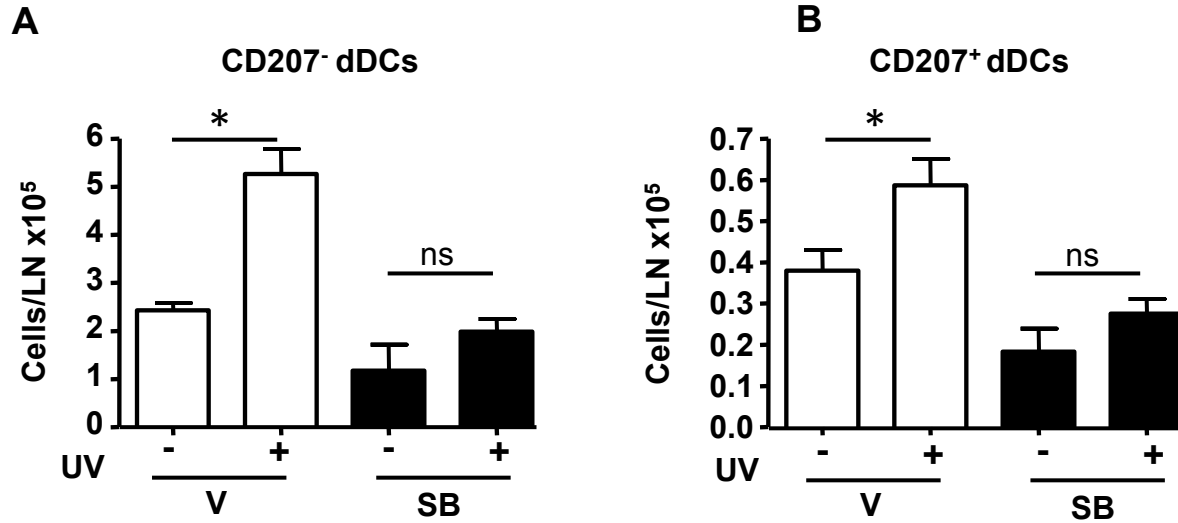 A
CD207⁻ dDCs
*
Cells/LN x10⁵
6
5
4
3
2
1
0
ns
UV - + - +
V SB
B
CD207⁺ dDCs
*
Cells/LN x10⁵
0.7
0.6
0.5
0.4
0.3
0.2
0.1
0.0
ns
UV - + - +
V SB